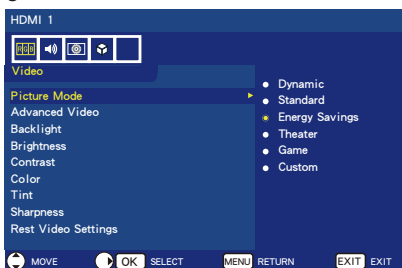 HDMI 1
RGB
Video
Picture Mode
Advanced Video
Backlight
Brightness
Contrast
Color
Tint
Sharpness
Rest Video Settings
Dynamic
Standard
Energy Savings
Theater
Game
Custom
MOVE OK SELECT MENU RETURN EXIT EXIT